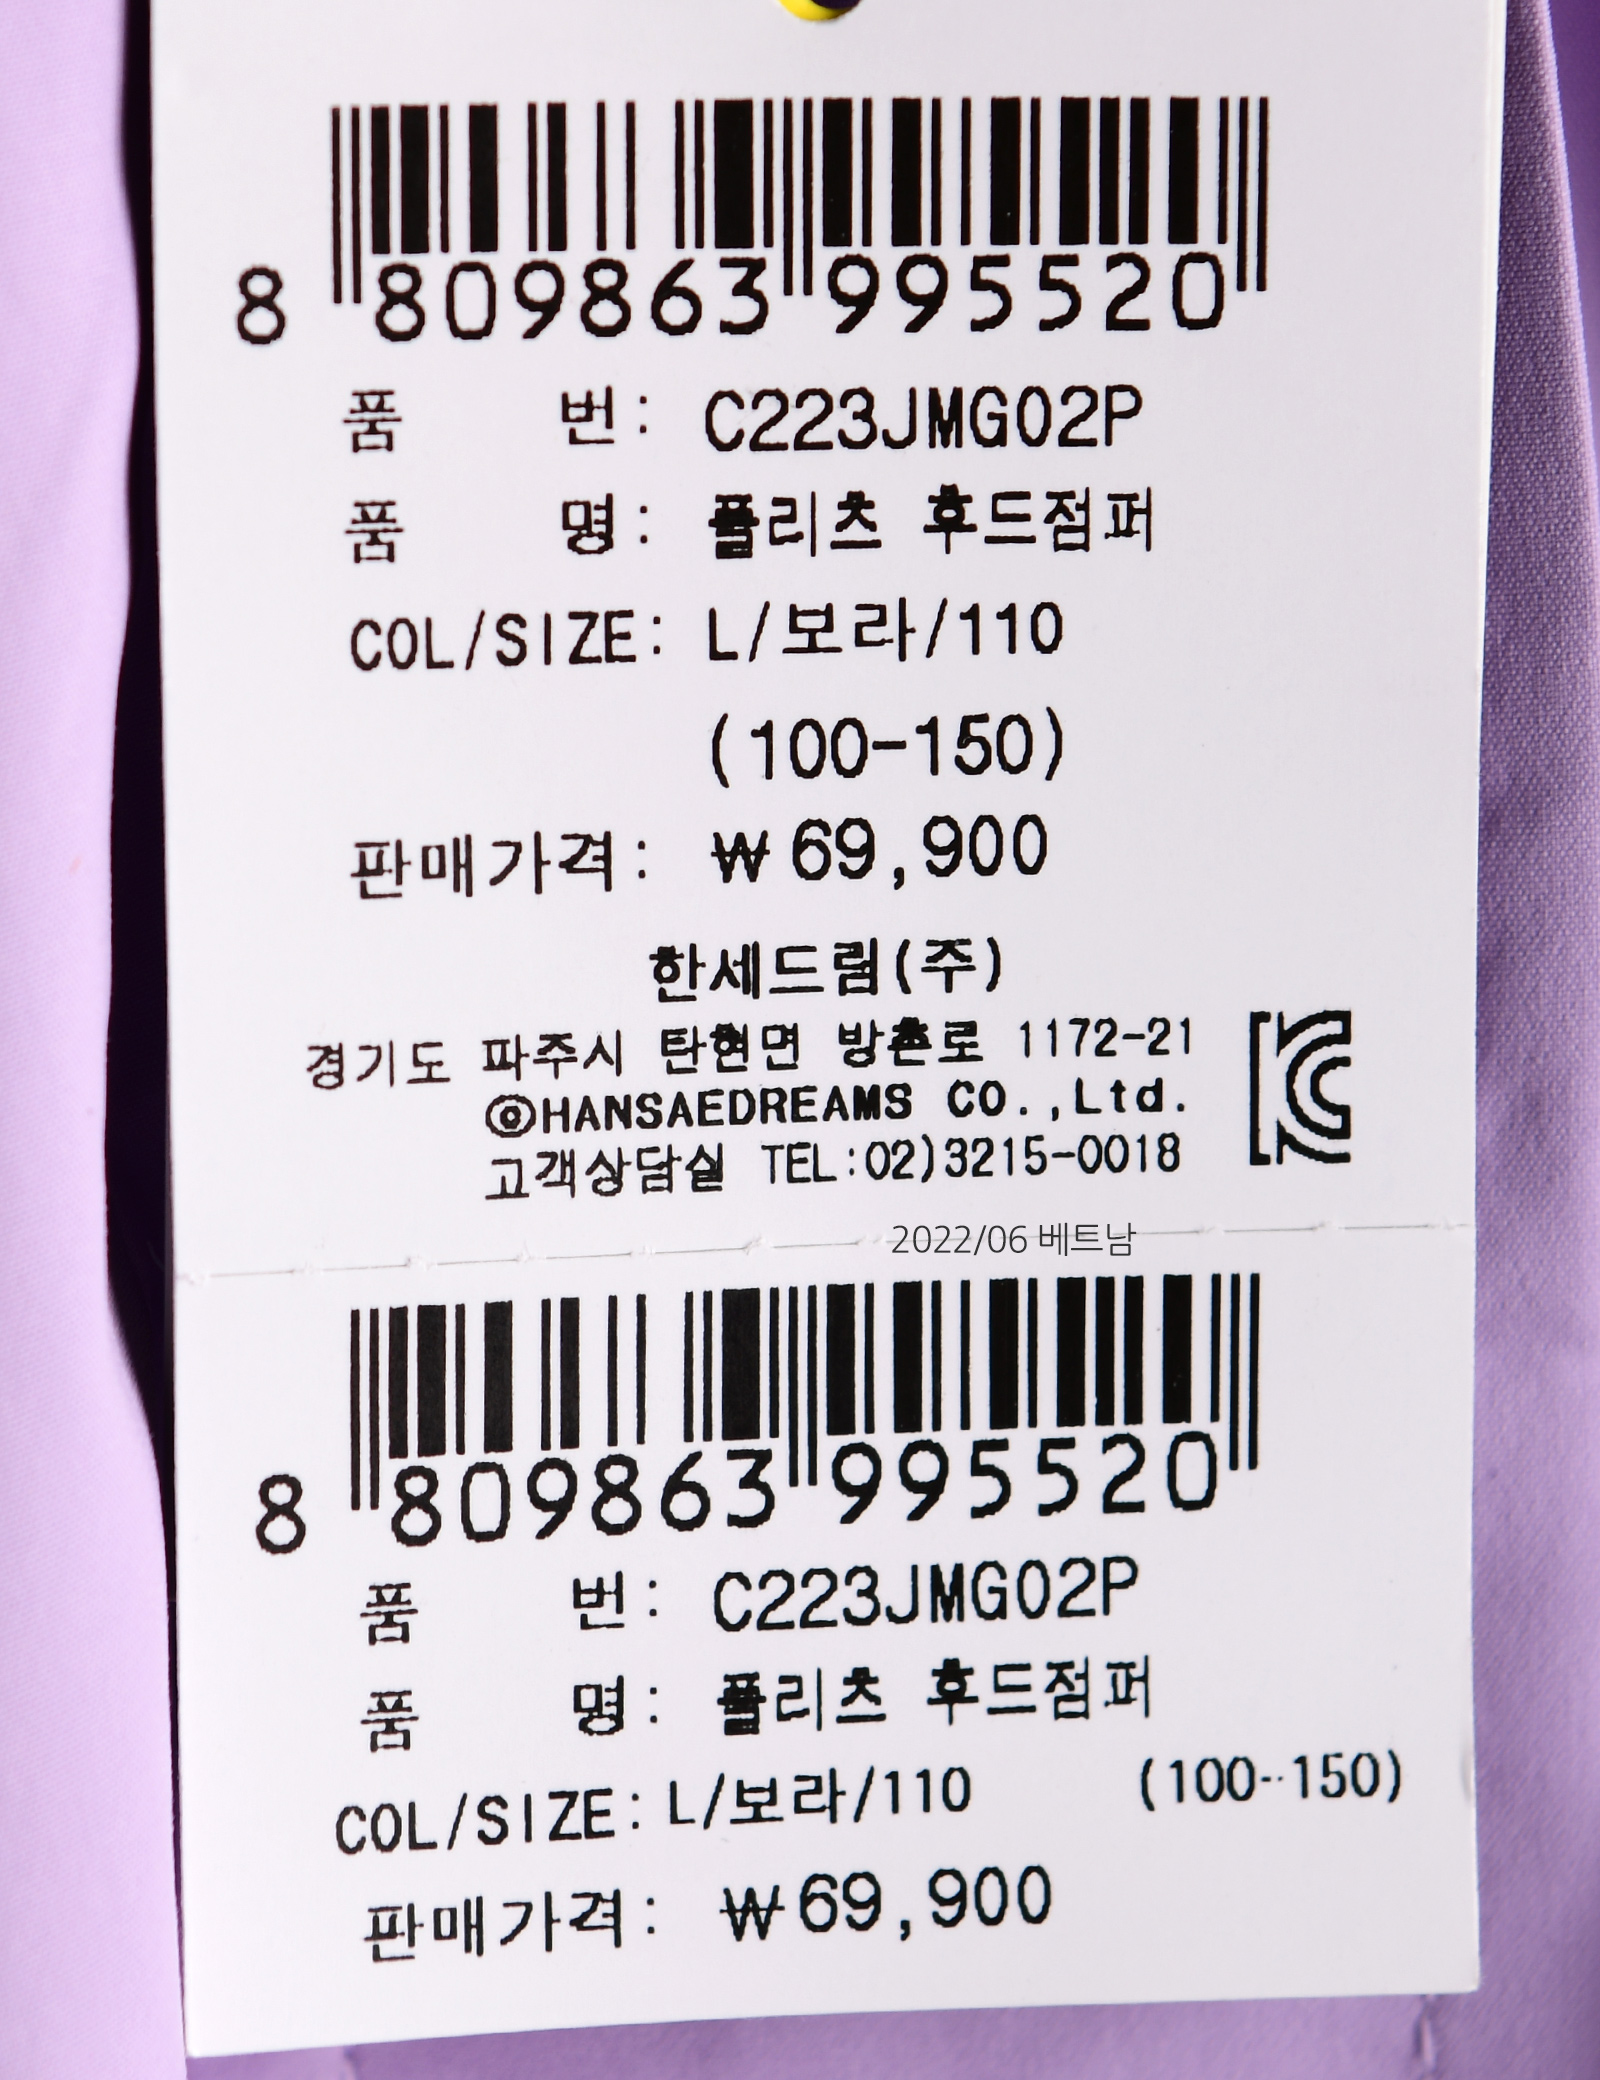 8 809863 995520
품 번: C223JMG02P
품 명: 플리츠 후드점퍼
COL/SIZE: L/보라/110
(100-150)
판매가격: ₩69,900
한세드림(주)
경기도 파주시 탄현면 방촌로 1172-21
◎HANSAEDREAMS CO.,Ltd.
고객상담실 TEL:02)3215-0018
2022/06 베트남
8 809863 995520
품 번: C223JMG02P
품 명: 플리츠 후드점퍼
COL/SIZE: L/보라/110 (100-150)
판매가격: ₩69,900